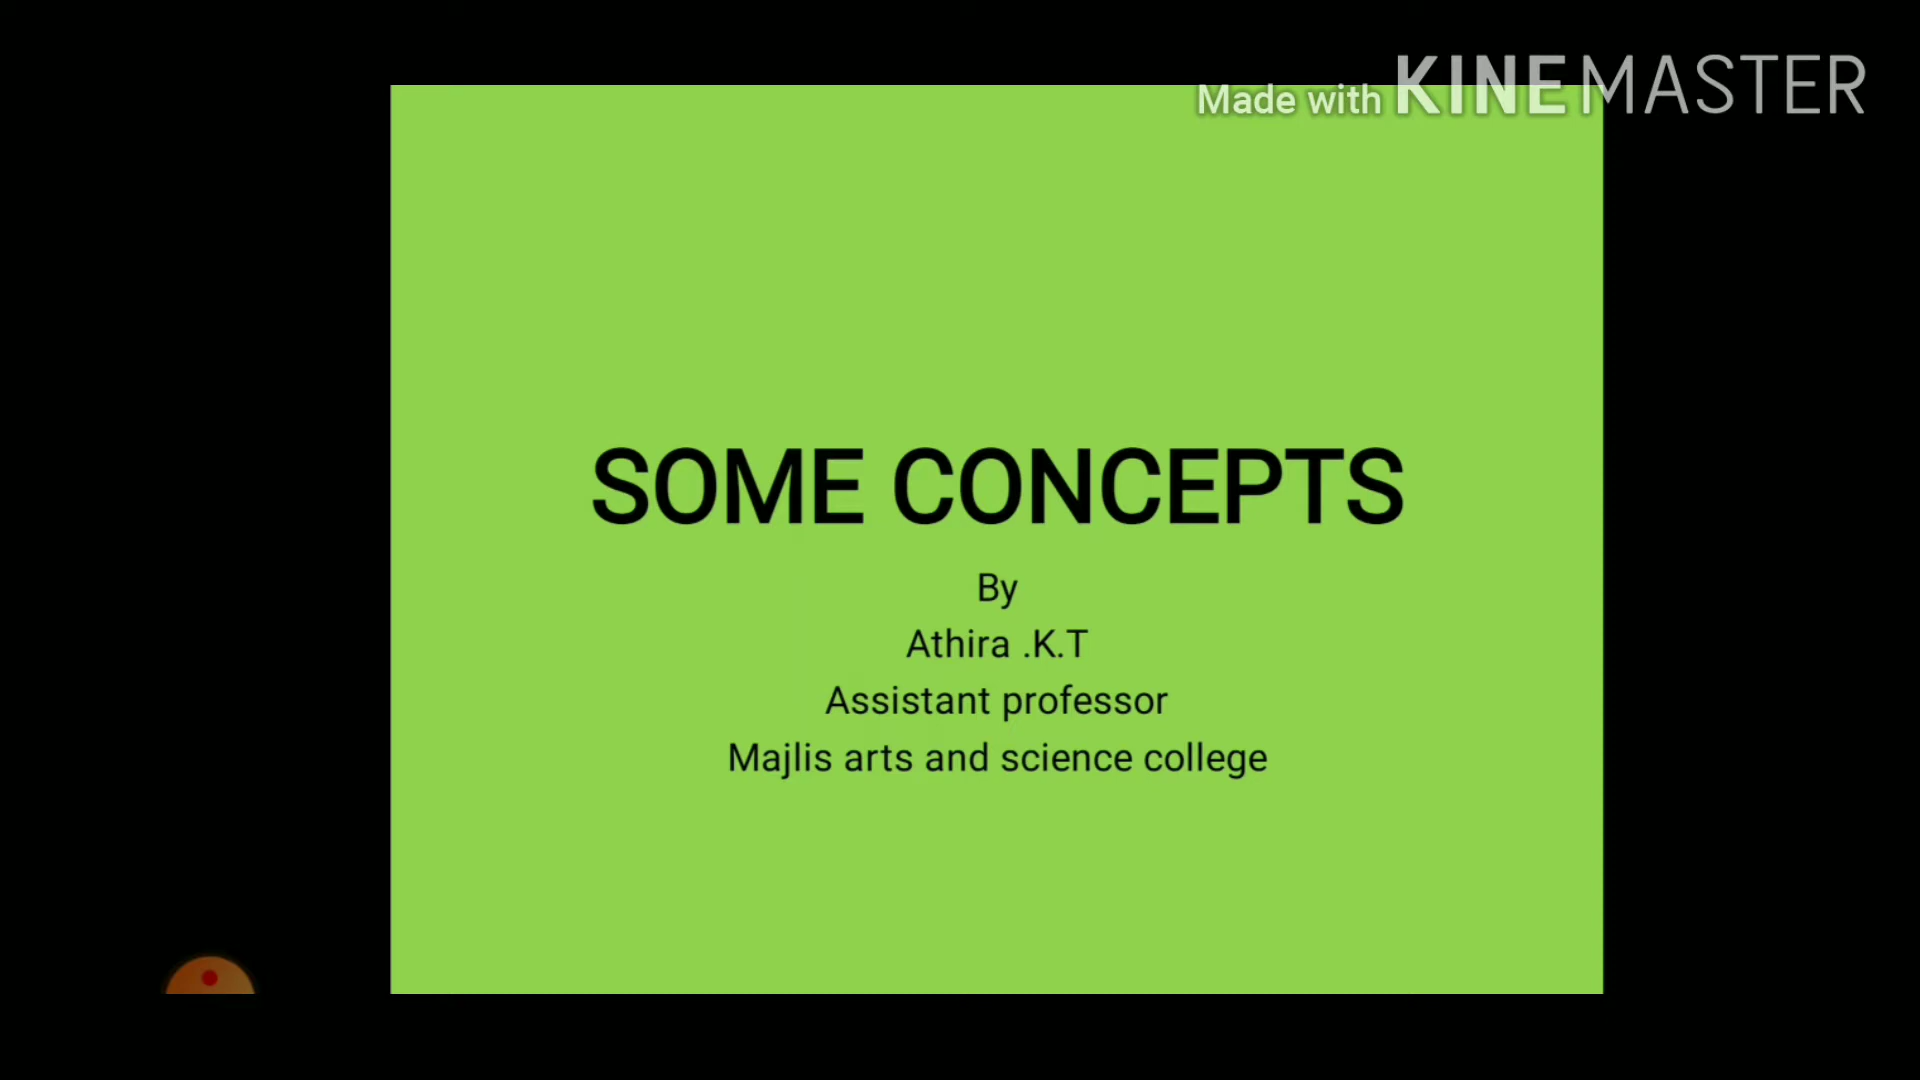 Made with KINEMASTER
SOME CONCEPTS
By
Athira .K.T
Assistant professor
Majlis arts and science college